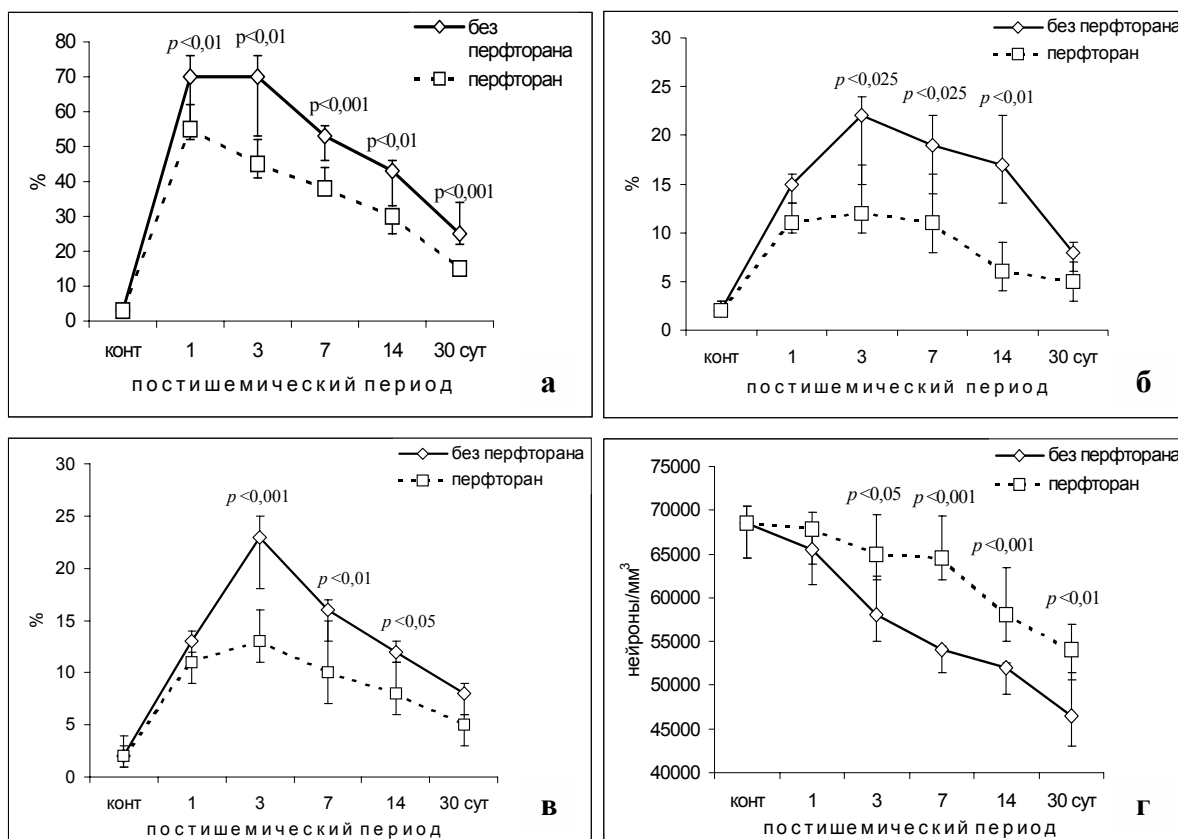 без
перфторана
перфторан
80
70
60
50
40
30
20
10
0
%
p<0,01
p<0,01
p<0,001
p<0,01
p<0,001
конт 1 3 7 14 30 сут
постишемический период
а
без перфторана
перфторан
30
25
20
15
10
5
0
%
p<0,025
p<0,025
p<0,01
конт 1 3 7 14 30 сут
постишемический период
б
без перфторана
перфторан
30
25
20
15
10
5
0
%
p<0,001
p<0,01
p<0,05
конт 1 3 7 14 30 сут
постишемический период
в
без перфторана
перфторан
75000
70000
65000
60000
55000
50000
45000
40000
нейроны/мм³
p<0,05
p<0,001
p<0,001
p<0,01
конт 1 3 7 14 30 сут
постишемический период
г